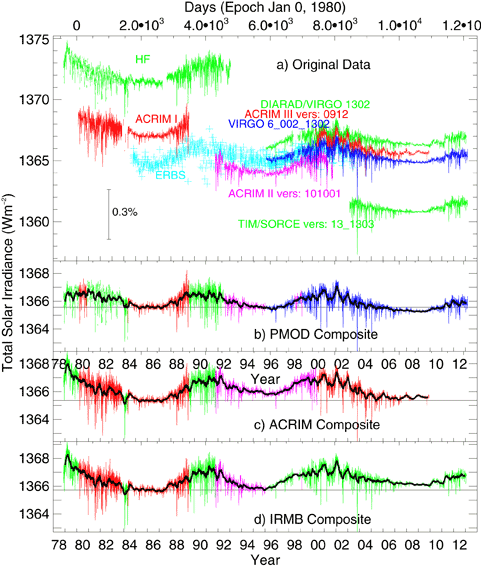 Days (Epoch Jan 0, 1980)
0 2.0×10³ 4.0×10³ 6.0×10³ 8.0×10³ 1.0×10⁴ 1.2×10
1375
HF
a) Original Data
1370
DIARAD/VIRGO 1302
ACRIM I
ACRIM III vers: 0912
VIRGO 6_002_1302
1365
ERBS
ACRIM II vers: 101001
0.3%
1360
TIM/SORCE vers: 13_1303
Total Solar Irradiance (Wm⁻²)
1368
1366
1364
b) PMOD Composite
78 80 82 84 86 88 90 92 94 96 98 00 02 04 06 08 10 12
Year
1368
1366
1364
c) ACRIM Composite
1368
1366
1364
d) IRMB Composite
78 80 82 84 86 88 90 92 94 96 98 00 02 04 06 08 10 12
Year